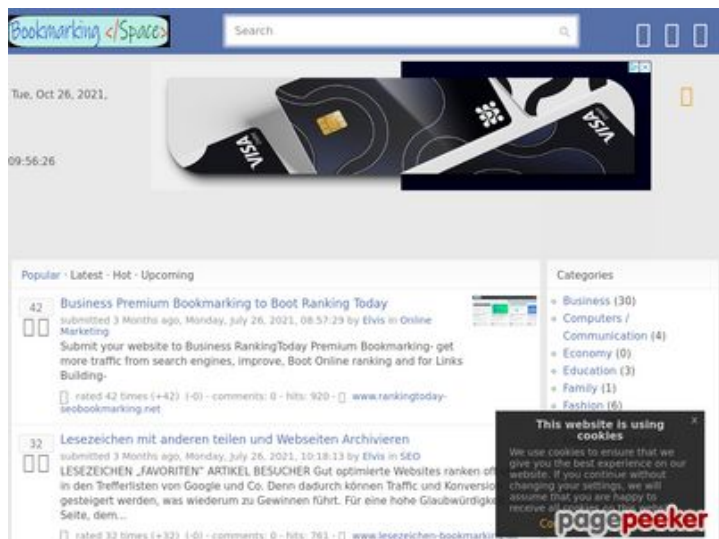 Bookmarking </Space>
Search
Tue, Oct 26, 2021,
VISA
VISA
VISA
09:56:26
Popular · Latest · Hot · Upcoming
Categories
42
Business Premium Bookmarking to Boot Ranking Today
submitted 3 Months ago, Monday, July 26, 2021, 08:57:29 by Elvis in Online
Marketing
Submit your website to Business RankingToday Premium Bookmarking- get
more traffic from search engines, improve, Boot Online ranking and for Links
Building-
rated 42 times (+42) (-0) - comments: 0 - hits: 920 - www.rankingtoday-
seobookmarking.net
Business (30)
Computers /
Communication (4)
Economy (0)
Education (3)
Family (1)
Fashion (6)
32
Lesezeichen mit anderen teilen und Webseiten Archivieren
submitted 3 Months ago, Monday, July 26, 2021, 10:18:13 by Elvis in SEO
LESEZEICHEN „FAVORITEN" ARTIKEL BESUCHER Gut optimierte Websites ranken
in den Trefferlisten von Google und Co. Denn dadurch können Traffic und
gesteigert werden, was wiederum zu Gewinnen führt. Für eine hohe
Seite, dem...
rated 32 times (+32) (-0) - comments: 0 - hits: 761 -
x
This website is using
cookies
We use cookies to ensure that we
give you the best experience on our
website. If you continue without
changing your settings, we will
assume that you are happy to
receive all cookies on this
pagepeeker